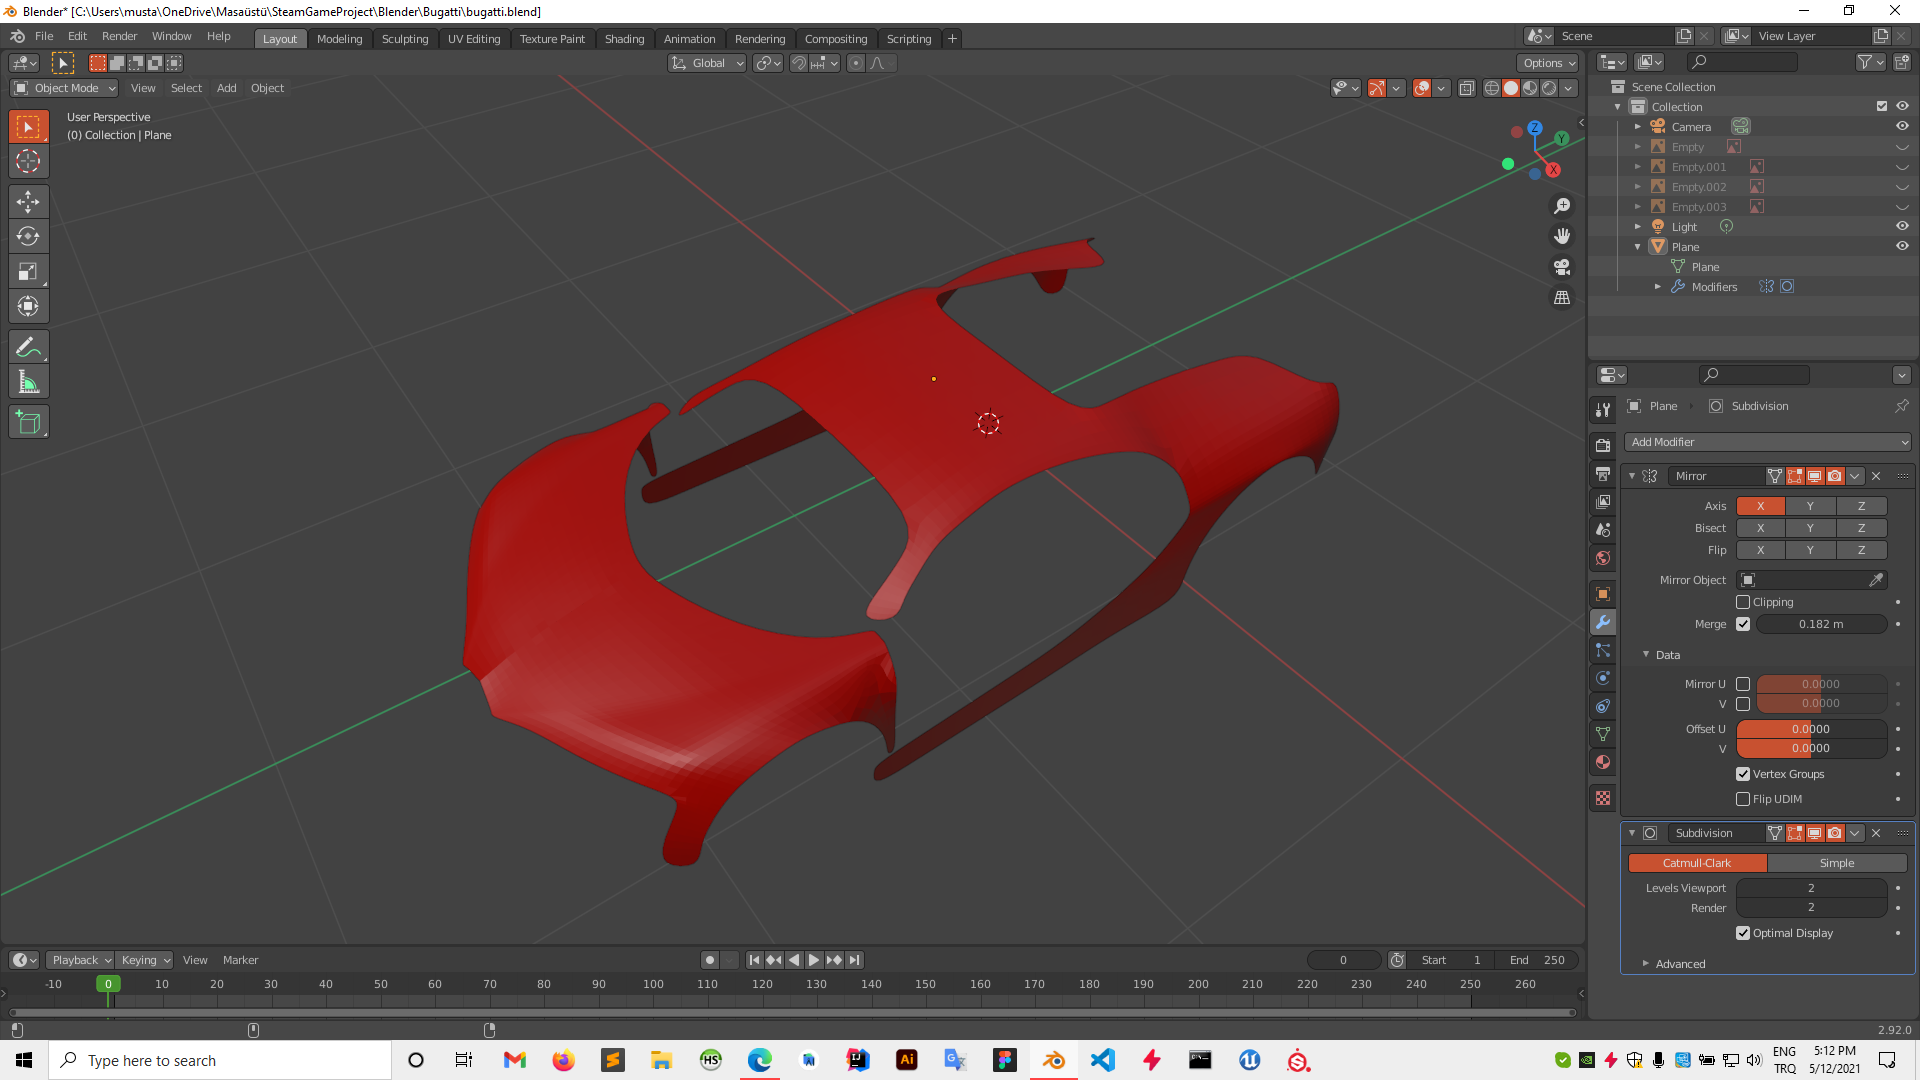 Blender* [C:\Users\musta\OneDrive\Masaüstü\SteamGameProject\Blender\Bugatti\bugatti.blend]
File Edit Render Window Help Layout Modeling Sculpting UV Editing Texture Paint Shading Animation Rendering Compositing Scripting + Scene View Layer
Global Options
Object Mode View Select Add Object
User Perspective
(0) Collection | Plane
Z
Y
X
Scene Collection
Collection
Camera
Empty
Empty.001
Empty.002
Empty.003
Light
Plane
Plane
Modifiers
Plane Subdivision
Add Modifier
Mirror
Axis X Y Z
Bisect X Y Z
Flip X Y Z
Mirror Object
Clipping
Merge 0.182 m
Data
Mirror U 0.0000
V 0.0000
Offset U 0.0000
V 0.0000
Vertex Groups
Flip UDIM
Subdivision
Catmull-Clark Simple
Levels Viewport 2
Render 2
Optimal Display
Advanced
Playback Keying View Marker 0 Start 1 End 250
-10 0 10 20 30 40 50 60 70 80 90 100 110 120 130 140 150 160 170 180 190 200 210 220 230 240 250 260
2.92.0
Type here to search
HS
Ai
ENG
TRQ
5:12 PM
5/12/2021